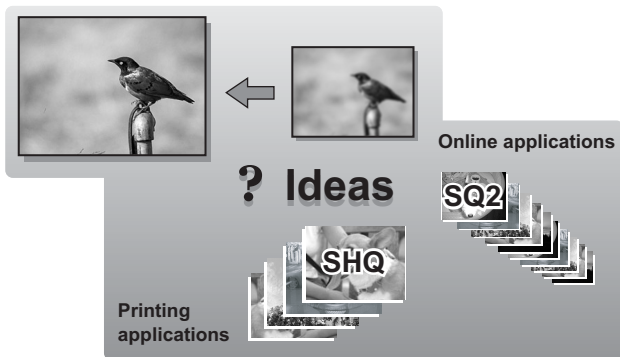 Online applications
? Ideas
SQ2
SHQ
Printing
applications